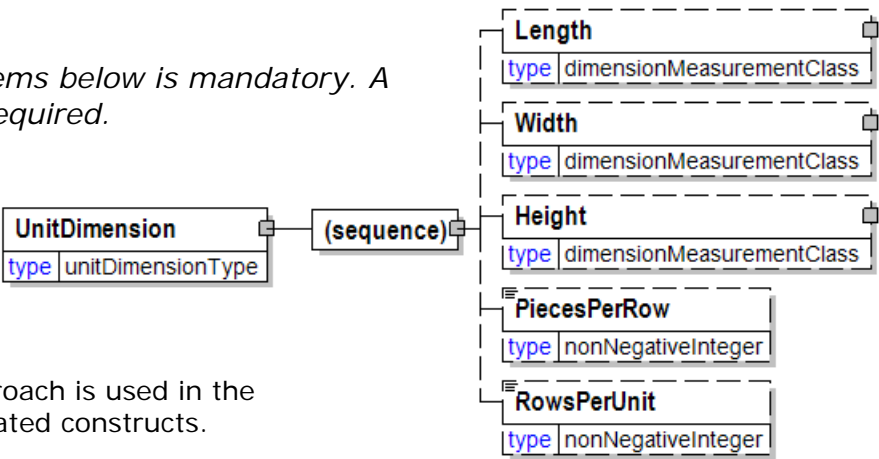 ems below is mandatory. A
equired.
UnitDimension
type unitDimensionType
(sequence)
Length
type dimensionMeasurementClass
Width
type dimensionMeasurementClass
Height
type dimensionMeasurementClass
PiecesPerRow
type nonNegativeInteger
RowsPerUnit
type nonNegativeInteger
roach is used in the
ated constructs.